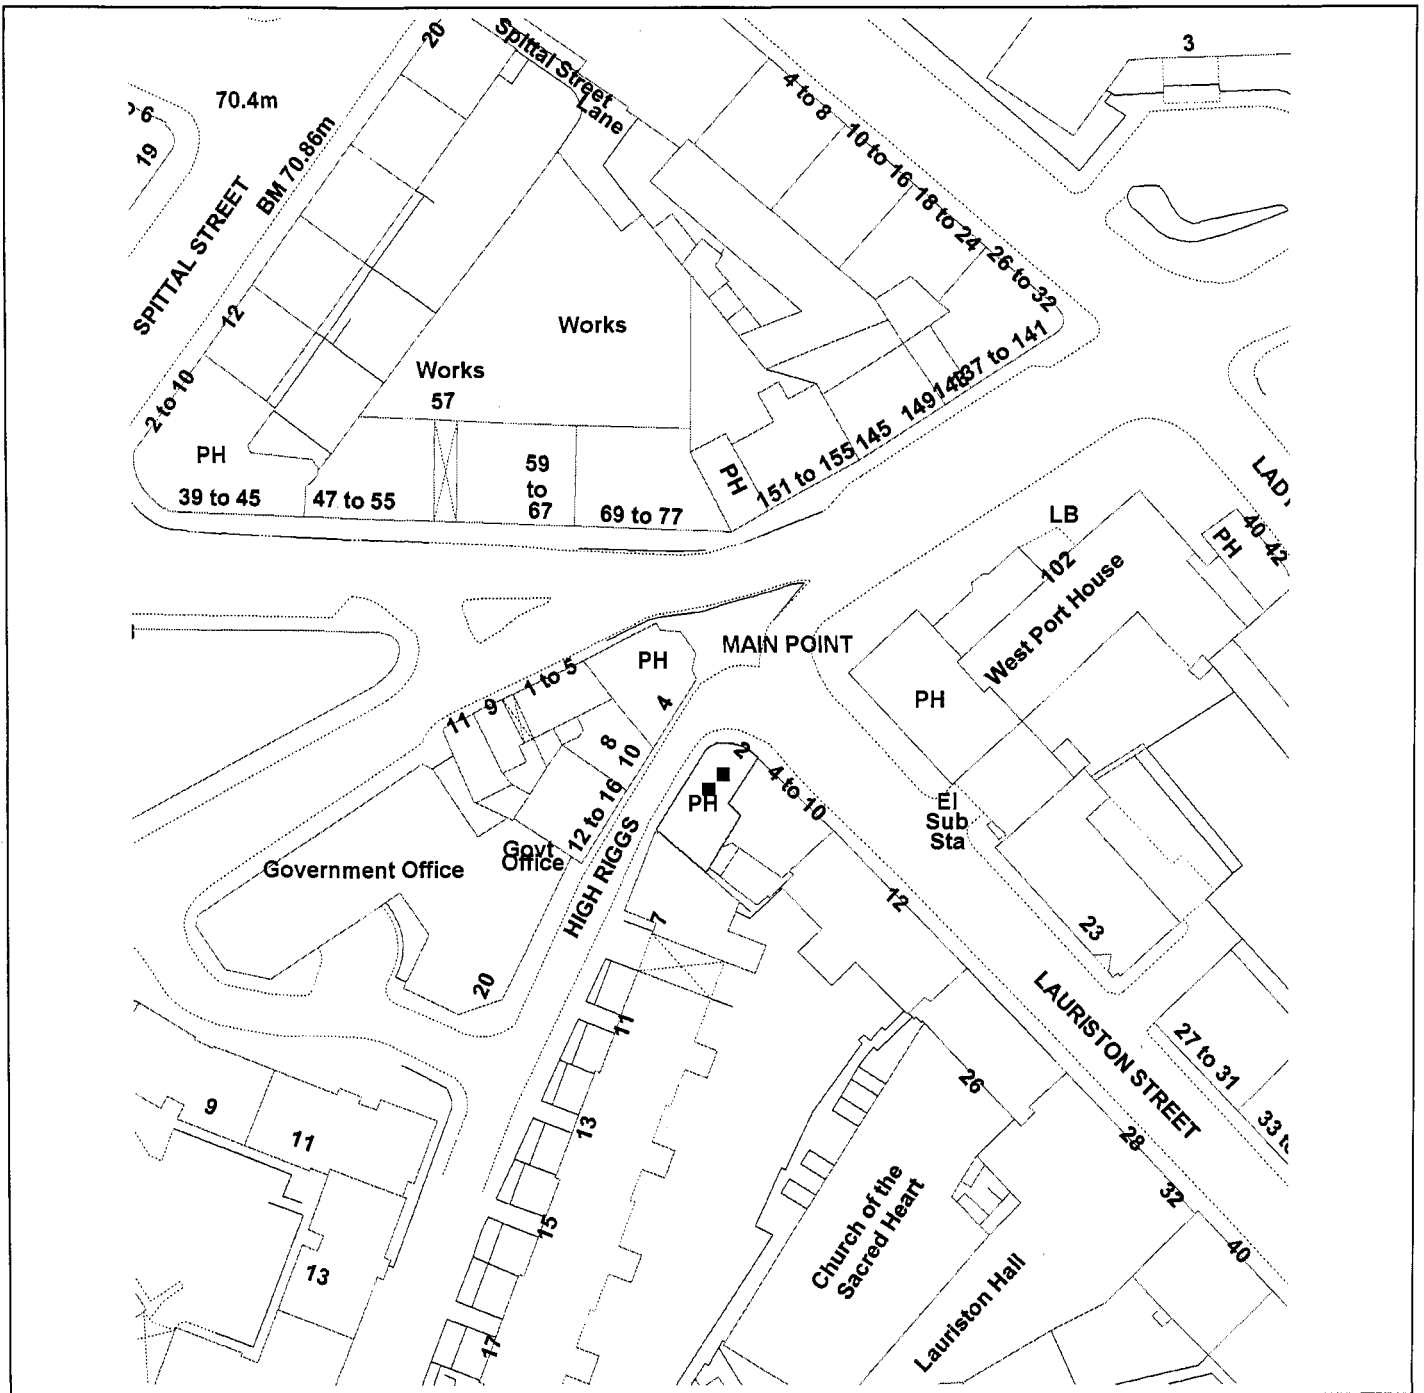 20
Spittal Street
Lane
3
4 to 8
70.4m
19
10 to 16
BM 70.86m
18 to 24
SPITTAL STREET
26 to 32
12
Works
Works
57
2 to 10
137 to 141
149
145
PH
39 to 45
47 to 55
59
to
67
69 to 77
PH
151 to 155
LB
102
West Port House
PH
40
42
MAIN POINT
PH
4
1 to 5
9
11
8
10
12 to 16
PH
2
4 to 10
PH
El
Sub
Sta
Govt
Office
Government Office
HIGH RIGGS
7
12
23
20
11
LAURISTON STREET
27 to 31
26
9
11
13
28
33
32
40
15
13
17
Church of the
Sacred Heart
Lauriston Hall